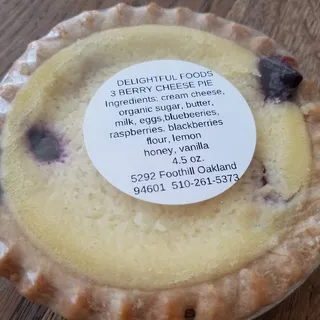 DELIGHTFUL FOODS
3 BERRY CHEESE PIE
Ingredients: cream cheese,
organic sugar, butter,
milk, eggs,bluebeeries,
raspberries. blackberries
flour, lemon
honey, vanilla
4.5 oz.
5292 Foothill Oakland
94601 510-261-5373